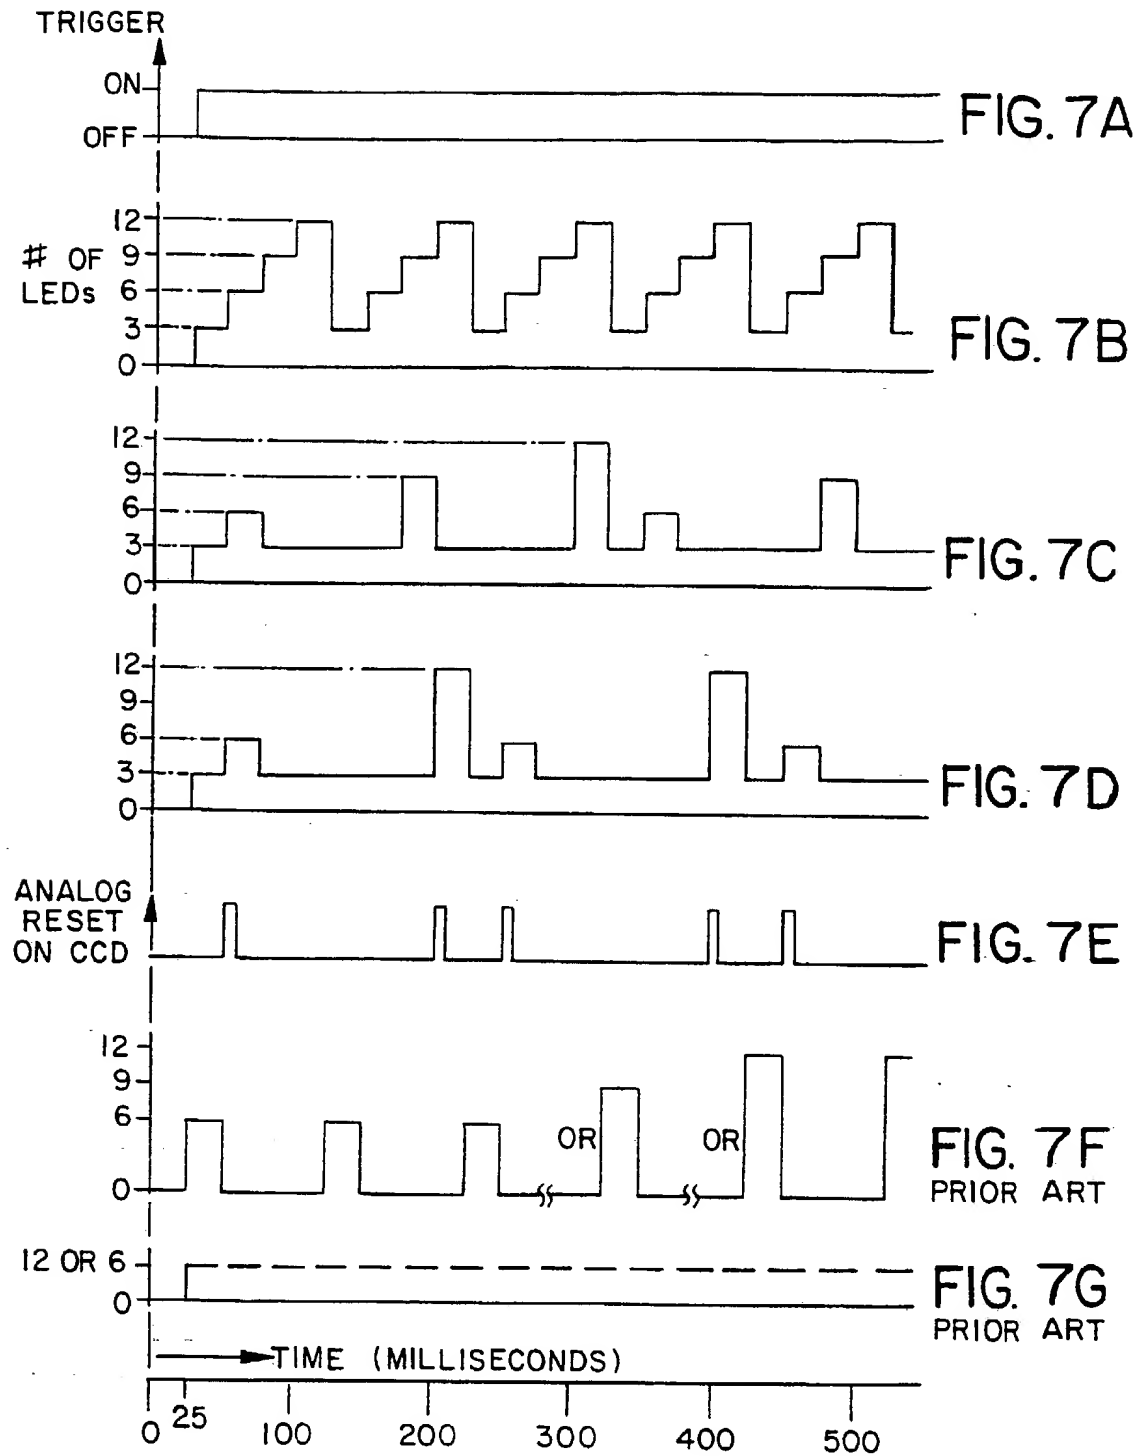 TRIGGER
ON
OFF
FIG. 7A
12
# OF 9
LEDs 6
3
0
FIG. 7B
12
9
6
3
0
FIG. 7C
12
9
6
3
0
FIG. 7D
ANALOG
RESET
ON CCD
FIG. 7E
12
9
6
0
OR OR
FIG. 7F
PRIOR ART
12 OR 6
0
FIG. 7G
PRIOR ART
TIME (MILLISECONDS)
0 25 100 200 300 400 500